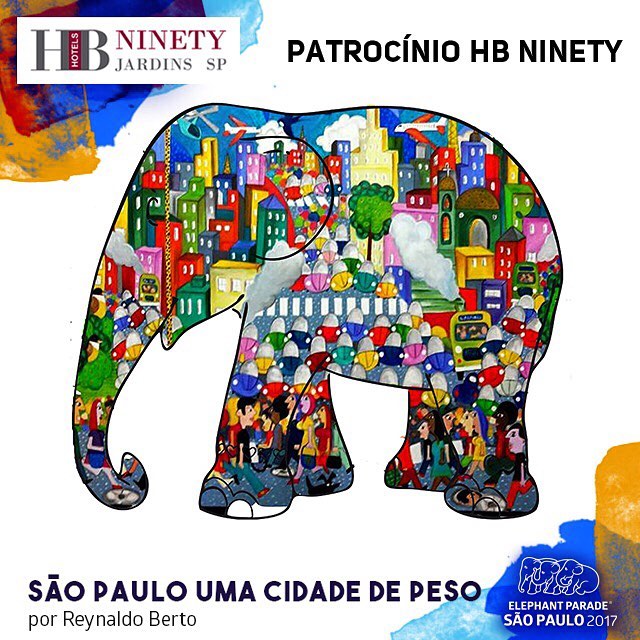 HB HOTELS NINETY
JARDINS SP
PATROCÍNIO HB NINETY
SÃO PAULO UMA CIDADE DE PESO
por Reynaldo Berto
ELEPHANT PARADE®
SÃO PAULO 2017